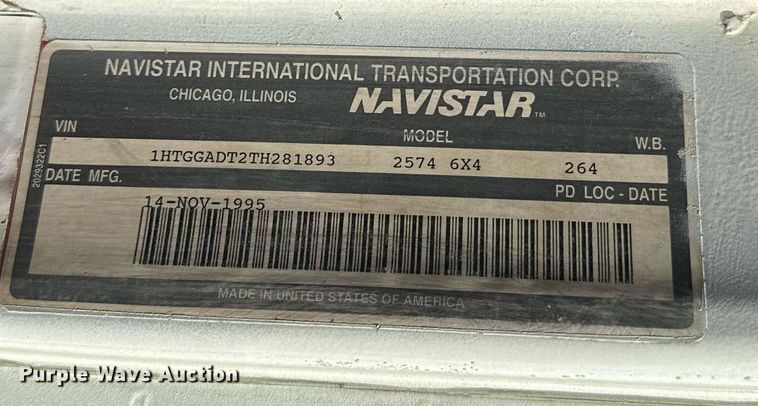 NAVISTAR INTERNATIONAL TRANSPORTATION CORP.
CHICAGO, ILLINOIS NAVISTAR™
VIN MODEL W.B.
1HTGGADT2TH281893 2574 6X4 264
DATE MFG. PD LOC - DATE
14-NOV-1995
MADE IN UNITED STATES OF AMERICA
2029322C1
Purple Wave Auction